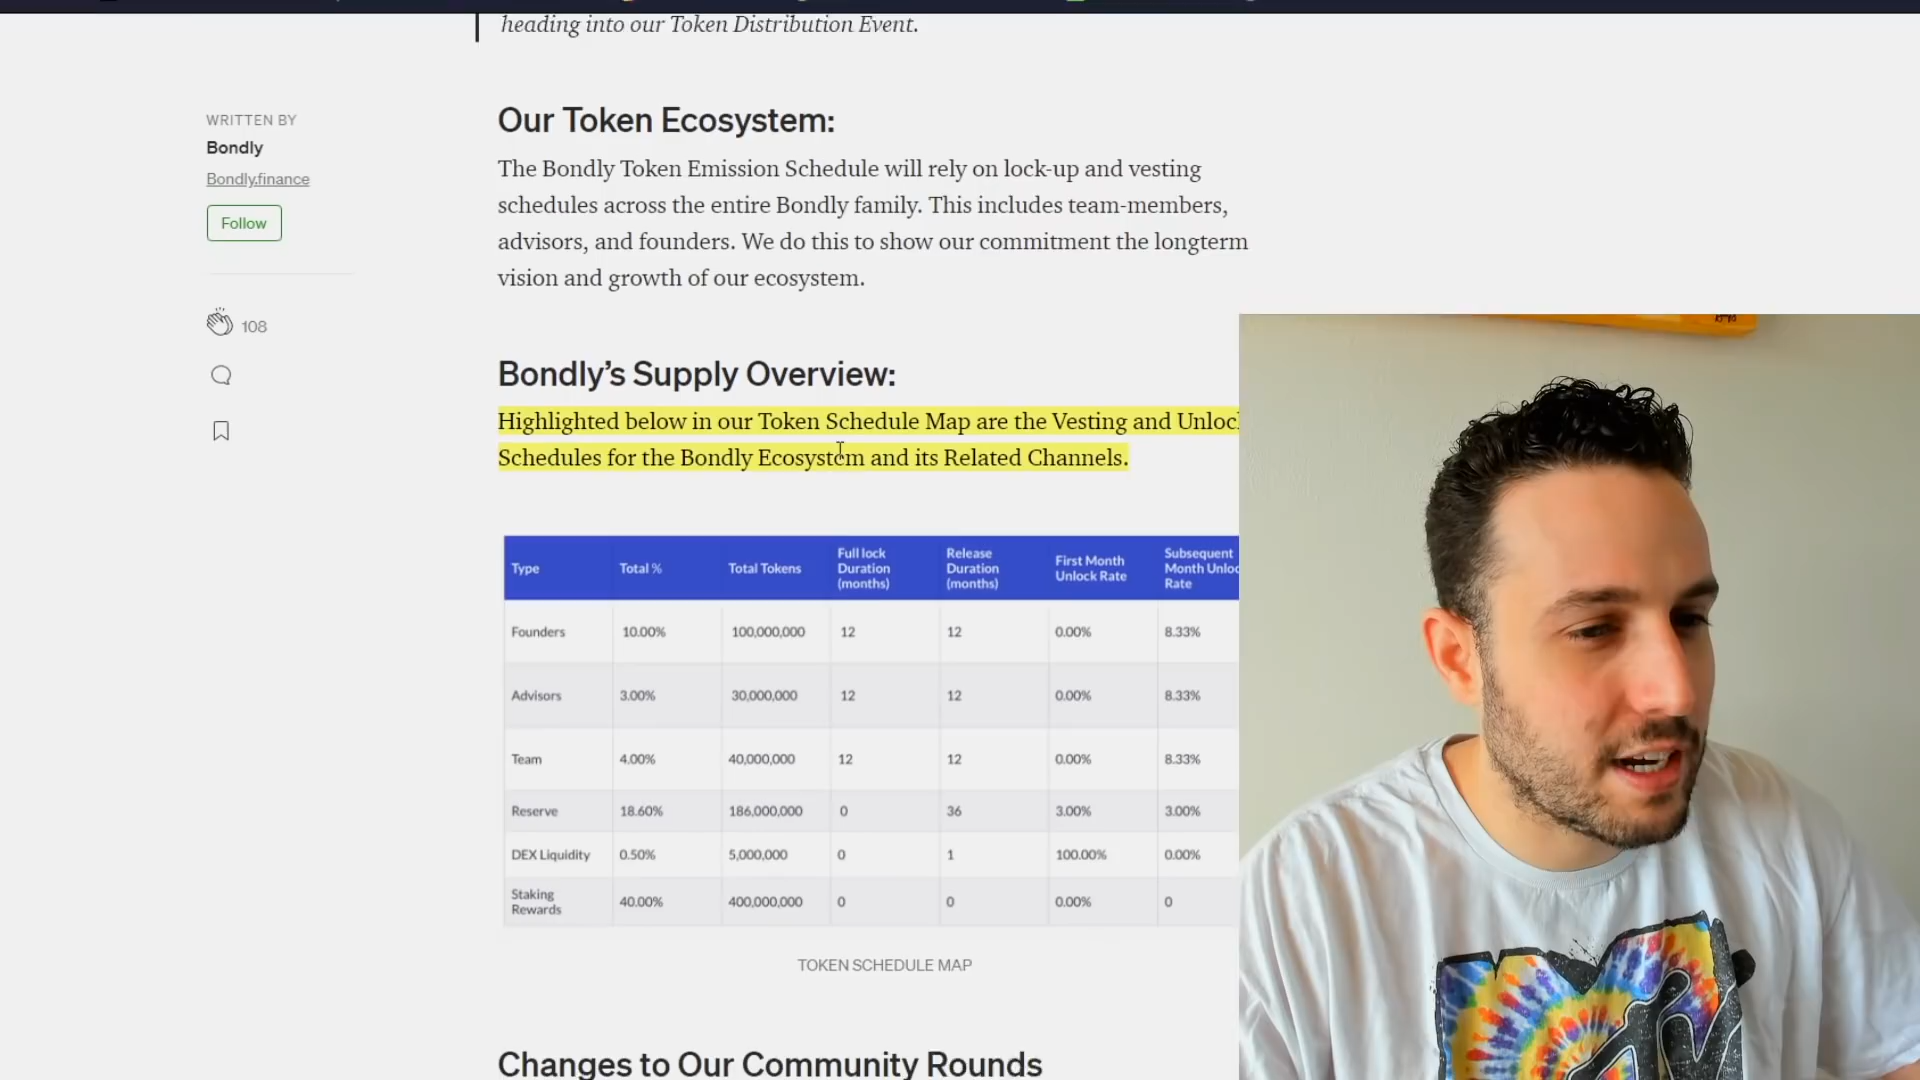 heading into our Token Distribution Event.
WRITTEN BY
Bondly
Bondly.finance
Follow
108
Our Token Ecosystem:
The Bondly Token Emission Schedule will rely on lock-up and vesting
schedules across the entire Bondly family. This includes team-members,
advisors, and founders. We do this to show our commitment the longterm
vision and growth of our ecosystem.
Bondly’s Supply Overview:
Highlighted below in our Token Schedule Map are the Vesting and Unloc
Schedules for the Bondly Ecosystem and its Related Channels.
Type Total % Total Tokens Full lock Duration (months) Release Duration (months) First Month Unlock Rate Subsequent Month Unloc Rate
Founders 10.00% 100,000,000 12 12 0.00% 8.33%
Advisors 3.00% 30,000,000 12 12 0.00% 8.33%
Team 4.00% 40,000,000 12 12 0.00% 8.33%
Reserve 18.60% 186,000,000 0 36 3.00% 3.00%
DEX Liquidity 0.50% 5,000,000 0 1 100.00% 0.00%
Staking Rewards 40.00% 400,000,000 0 0 0.00% 0
TOKEN SCHEDULE MAP
Changes to Our Community Rounds